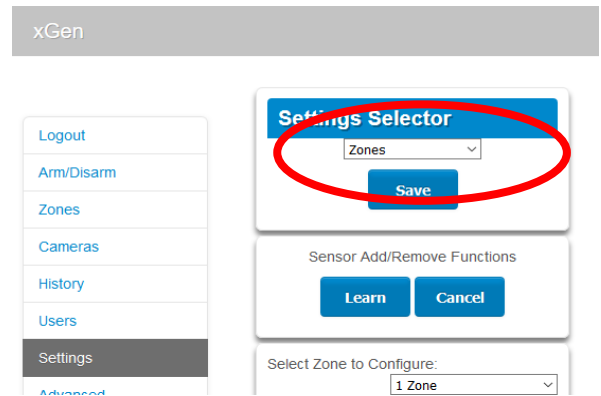 xGen
Logout
Arm/Disarm
Zones
Cameras
History
Users
Settings
Advanced
Settings Selector
Zones
Save
Sensor Add/Remove Functions
Learn Cancel
Select Zone to Configure:
1 Zone